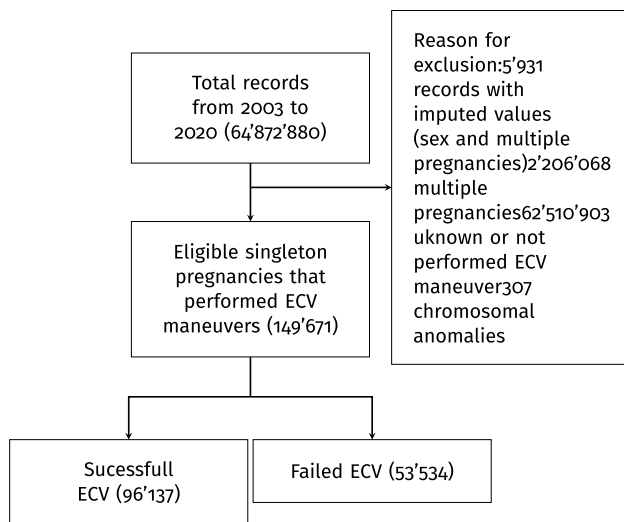 Total records
from 2003 to
2020 (64’872’880)
Reason for
exclusion:5’931
records with
imputed values
(sex and multiple
pregnancies)2’206’068
multiple
pregnancies62’510’903
uknown or not
performed ECV
maneuver307
chromosomal
anomalies
Eligible singleton
pregnancies that
performed ECV
maneuvers (149’671)
Sucessfull
ECV (96’137)
Failed ECV (53’534)